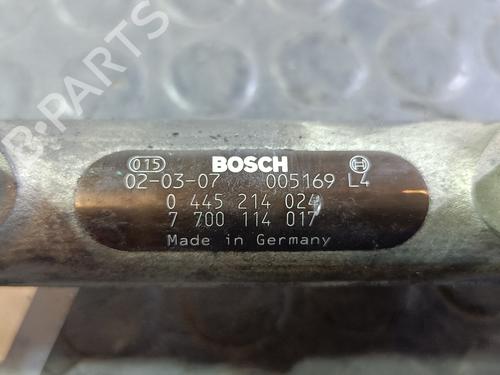 B-PARTS
015 BOSCH
02-03-07 005169 L4
0 445 214 024
7 700 114 017
Made in Germany